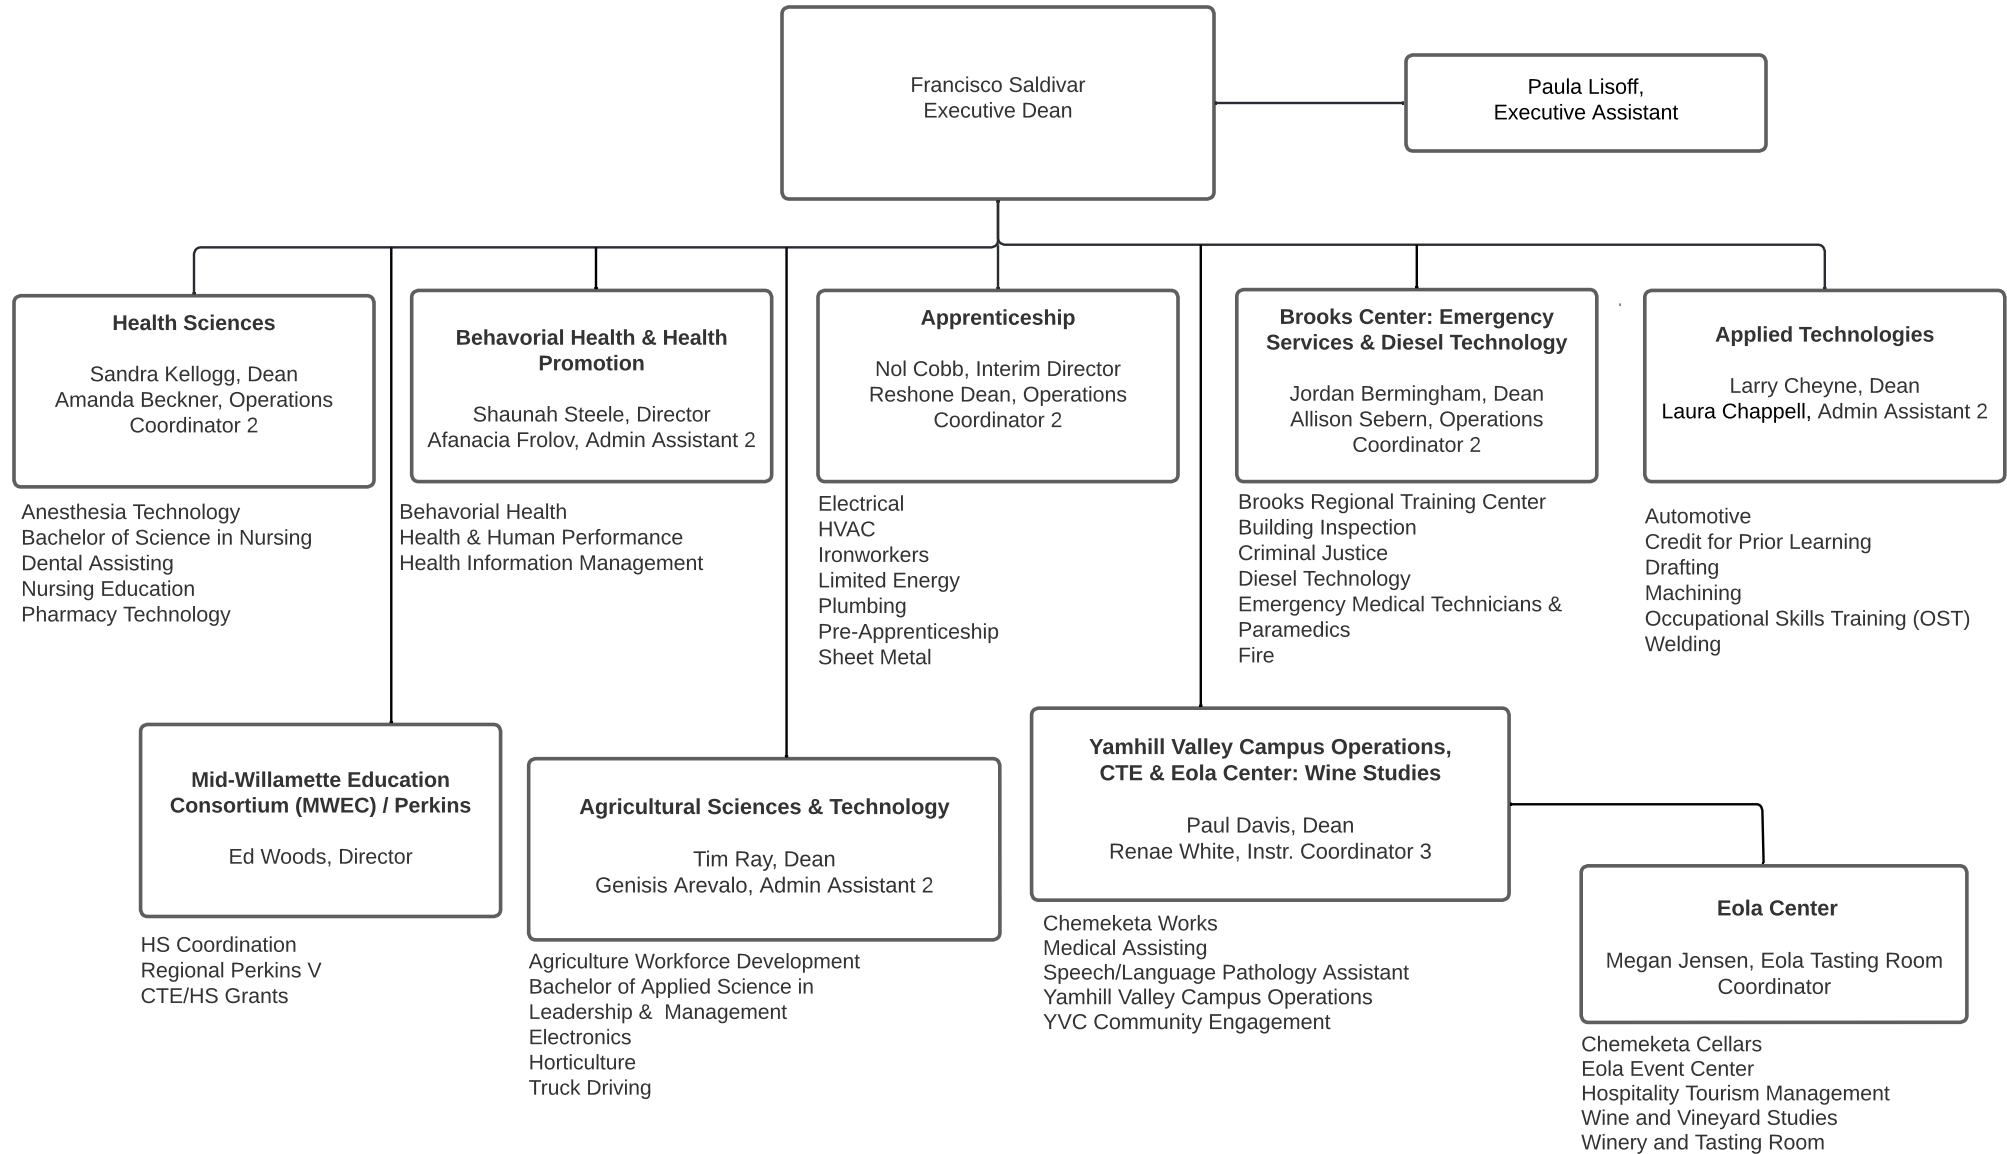 Francisco Saldivar
Executive Dean
Paula Lisoff,
Executive Assistant
Health Sciences
Sandra Kellogg, Dean
Amanda Beckner, Operations
Coordinator 2
Anesthesia Technology
Bachelor of Science in Nursing
Dental Assisting
Nursing Education
Pharmacy Technology
Behavorial Health & Health
Promotion
Shaunah Steele, Director
Afanacia Frolov, Admin Assistant 2
Behavorial Health
Health & Human Performance
Health Information Management
Apprenticeship
Nol Cobb, Interim Director
Reshone Dean, Operations
Coordinator 2
Electrical
HVAC
Ironworkers
Limited Energy
Plumbing
Pre-Apprenticeship
Sheet Metal
Brooks Center: Emergency
Services & Diesel Technology
Jordan Bermingham, Dean
Allison Sebern, Operations
Coordinator 2
Brooks Regional Training Center
Building Inspection
Criminal Justice
Diesel Technology
Emergency Medical Technicians &
Paramedics
Fire
Applied Technologies
Larry Cheyne, Dean
Laura Chappell, Admin Assistant 2
Automotive
Credit for Prior Learning
Drafting
Machining
Occupational Skills Training (OST)
Welding
Mid-Willamette Education
Consortium (MWEC) / Perkins
Ed Woods, Director
HS Coordination
Regional Perkins V
CTE/HS Grants
Agricultural Sciences & Technology
Tim Ray, Dean
Genisis Arevalo, Admin Assistant 2
Agriculture Workforce Development
Bachelor of Applied Science in
Leadership &  Management
Electronics
Horticulture
Truck Driving
Yamhill Valley Campus Operations,
CTE & Eola Center: Wine Studies
Paul Davis, Dean
Renae White, Instr. Coordinator 3
Chemeketa Works
Medical Assisting
Speech/Language Pathology Assistant
Yamhill Valley Campus Operations
YVC Community Engagement
Eola Center
Megan Jensen, Eola Tasting Room
Coordinator
Chemeketa Cellars
Eola Event Center
Hospitality Tourism Management
Wine and Vineyard Studies
Winery and Tasting Room